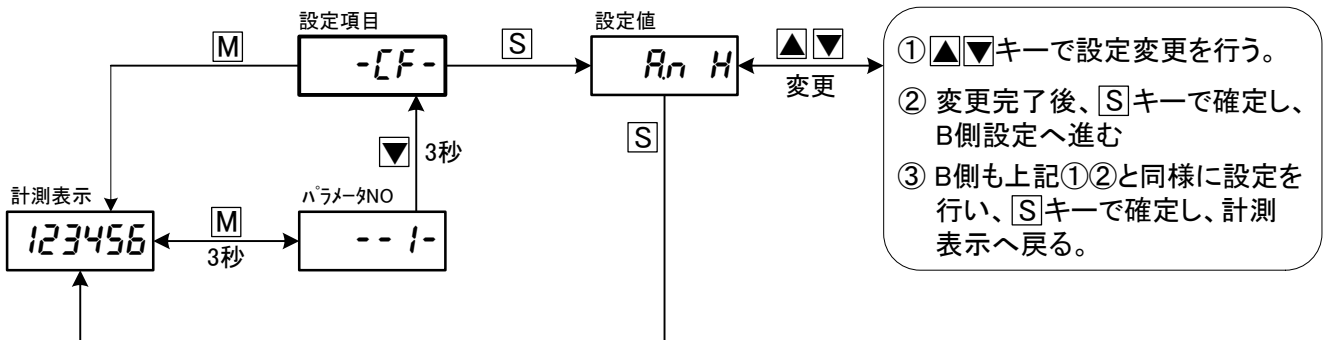 設定項目
M
-CF-
S
設定値
A.n H
▲▼
変更
①▲▼キーで設定変更を行う。
② 変更完了後、Sキーで確定し、
B側設定へ進む
③ B側も上記①②と同様に設定を
行い、Sキーで確定し、計測
表示へ戻る。
▼ 3秒
S
計測表示
123456
M
3秒
パラメータNO
--1-